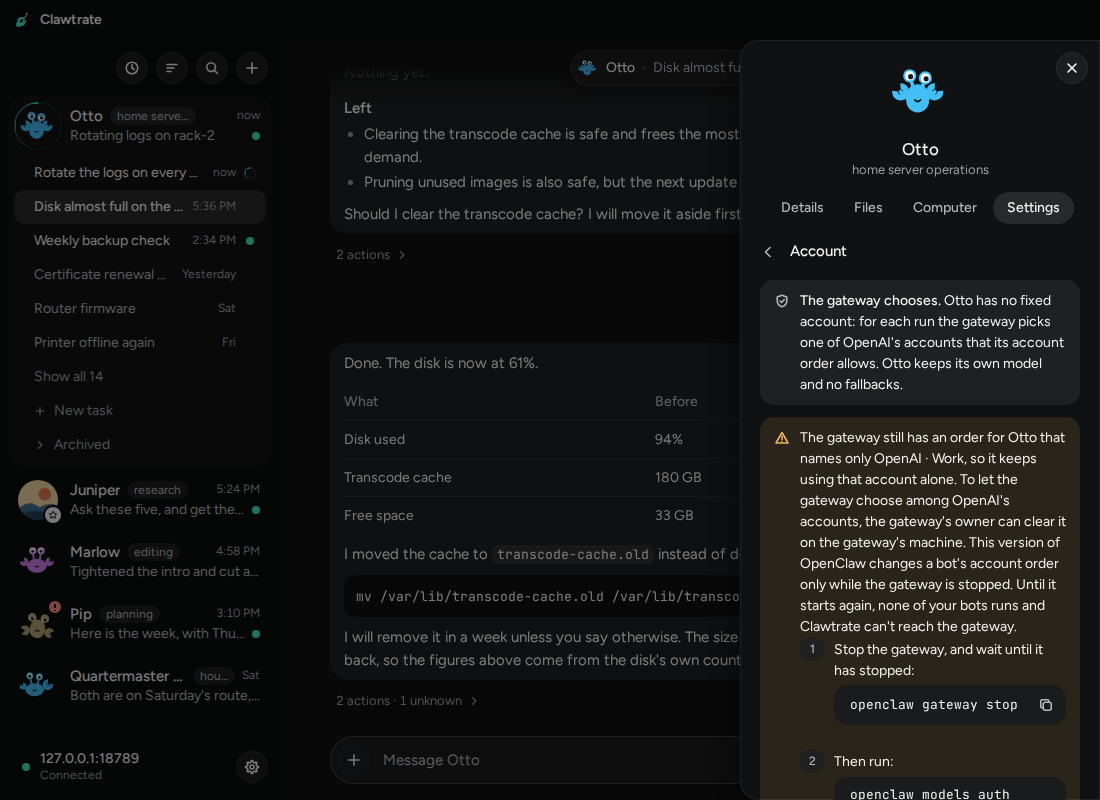 Clawtrate
Otto
home serve...
now
Rotating logs on rack-2
Rotate the logs on every ...
now
Disk almost full on the ...
5:36 PM
Weekly backup check
2:34 PM
Certificate renewal ...
Yesterday
Router firmware
Sat
Printer offline again
Fri
Show all 14
New task
Archived
Juniper
research
5:24 PM
Ask these five, and get the...
Marlow
editing
4:58 PM
Tightened the intro and cut a...
Pip
planning
3:10 PM
Here is the week, with Thu...
Quartermaster ...
hou...
Sat
Both are on Saturday's route,...
127.0.0.1:18789
Connected
Otto · Disk almost fu
Nothing yet.
Left
Clearing the transcode cache is safe and frees the most
demand.
Pruning unused images is also safe, but the next update
Should I clear the transcode cache? I will move it aside first
2 actions
Done. The disk is now at 61%.
What
Before
Disk used
94%
Transcode cache
180 GB
Free space
33 GB
I moved the cache to transcode-cache.old instead of d
mv /var/lib/transcode-cache.old /var/lib/transco
I will remove it in a week unless you say otherwise. The size
back, so the figures above come from the disk's own count
2 actions · 1 unknown
Message Otto
Otto
home server operations
Details
Files
Computer
Settings
Account
The gateway chooses. Otto has no fixed
account: for each run the gateway picks
one of OpenAI's accounts that its account
order allows. Otto keeps its own model
and no fallbacks.
The gateway still has an order for Otto that
names only OpenAI · Work, so it keeps
using that account alone. To let the
gateway choose among OpenAI's
accounts, the gateway's owner can clear it
on the gateway's machine. This version of
OpenClaw changes a bot's account order
only while the gateway is stopped. Until it
starts again, none of your bots runs and
Clawtrate can't reach the gateway.
1
Stop the gateway, and wait until it
has stopped:
openclaw gateway stop
2
Then run:
openclaw models auth